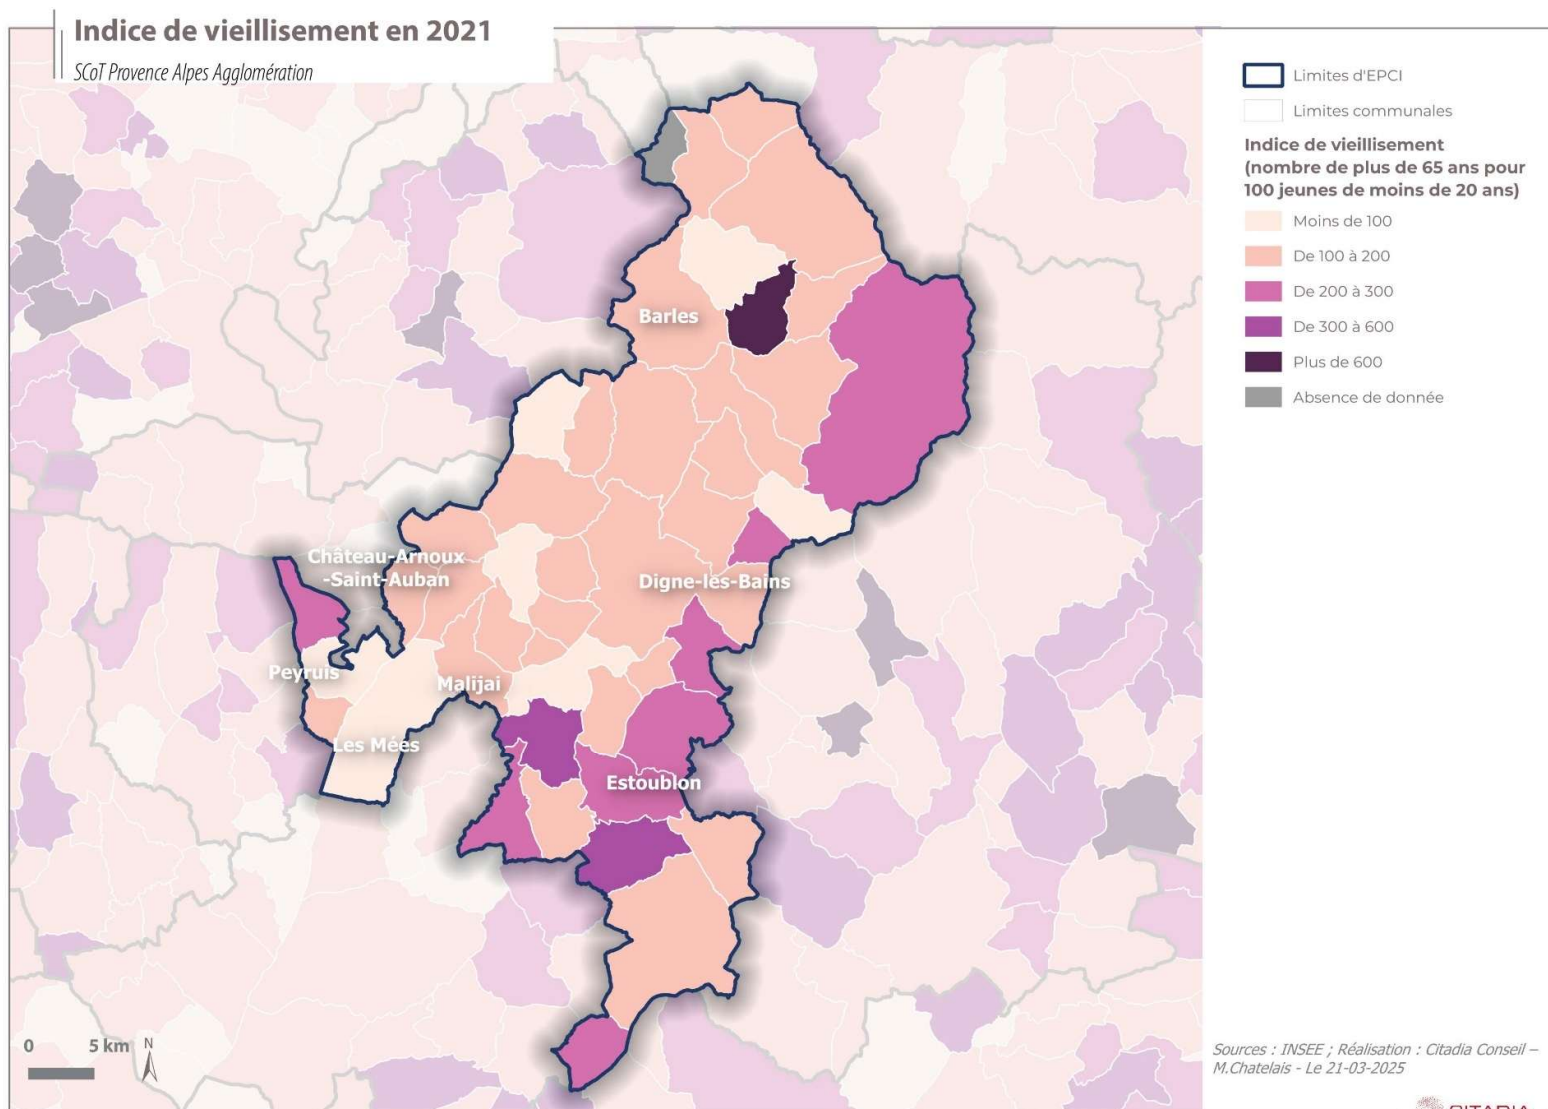 Indice de vieillisement en 2021
SCoT Provence Alpes Agglomération
Limites d'EPCI
Limites communales
Indice de vieillisement
(nombre de plus de 65 ans pour
100 jeunes de moins de 20 ans)
Moins de 100
De 100 à 200
De 200 à 300
De 300 à 600
Plus de 600
Absence de donnée
Barles
Château-Arnoux
-Saint-Auban
Digne-les-Bains
Peyruis
Malijai
Les Mées
Estoublon
0 5 km N
Sources : INSEE ; Réalisation : Citadia Conseil –
M.Chatelais - Le 21-03-2025
CITADIA